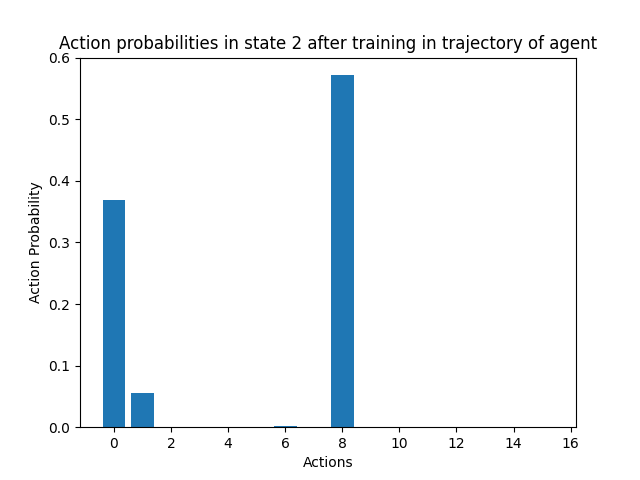 Action probabilities in state 2 after training in trajectory of agent
0.6
0.5
0.4
0.3
0.2
0.1
0.0
Action Probability
0 2 4 6 8 10 12 14 16
Actions